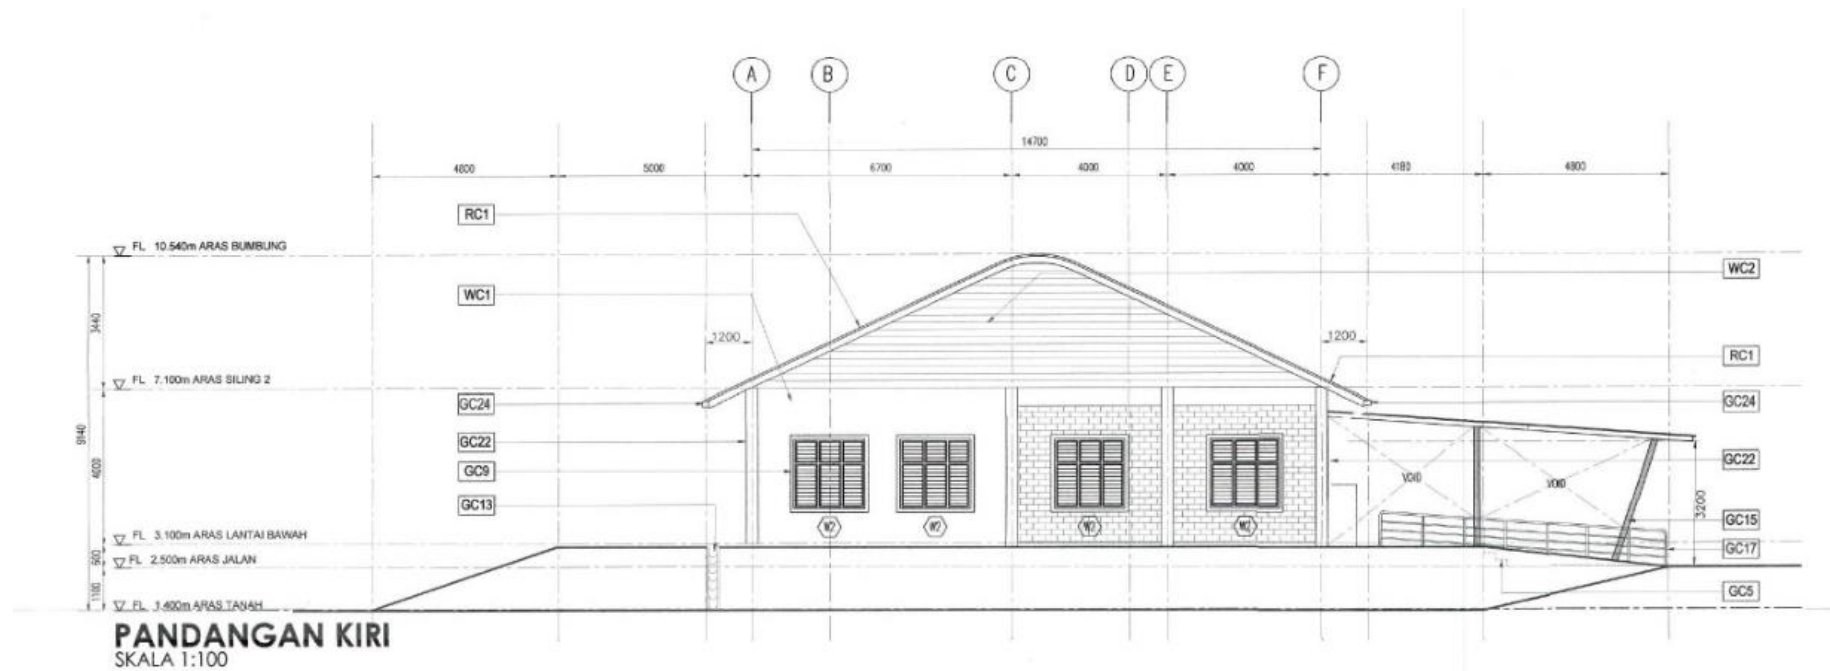 A B C D E F
14700
4800 5000 6700 4000 4000 4180 4800
RC1
FL 10.540m ARAS BUMBUNG
WC2
WC1
3440
1200 1200
RC1
FL 7.100m ARAS SILING 2
GC24 GC24
9140
GC22 GC22
4000
GC9
VOID VOID
GC13
3200
W2 W2 W2 W2
GC15
FL 3.100m ARAS LANTAI BAWAH
GC17
600
FL 2.500m ARAS JALAN
1100
GC5
FL 1.400m ARAS TANAH
PANDANGAN KIRI
SKALA 1:100